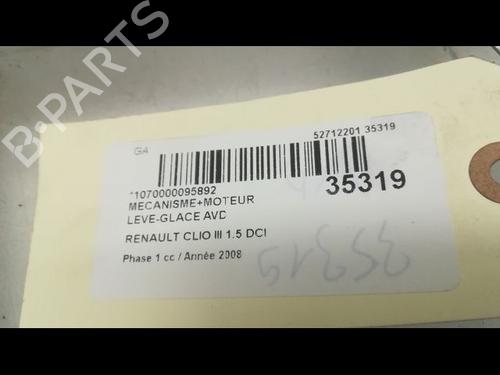 B-PARTS
GA
52712201 35319
*1070000095892
35319
MECANISME+MOTEUR
LEVE-GLACE AVD
RENAULT CLIO III 1.5 DCI
Phase 1 cc / Année 2008
35319